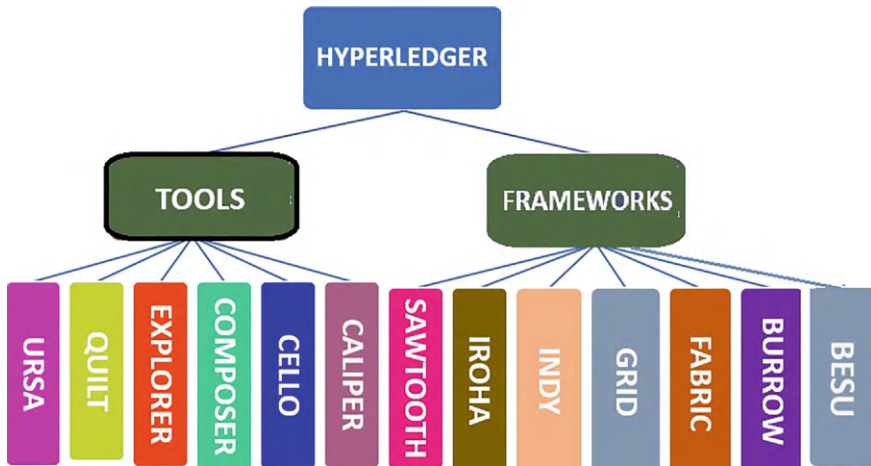 HYPERLEDGER
TOOLS
FRAMEWORKS
URSA
QUILT
EXPLORER
COMPOSER
CELLO
CALIPER
SAWTOOTH
IROHA
INDY
GRID
FABRIC
BURROW
BESU